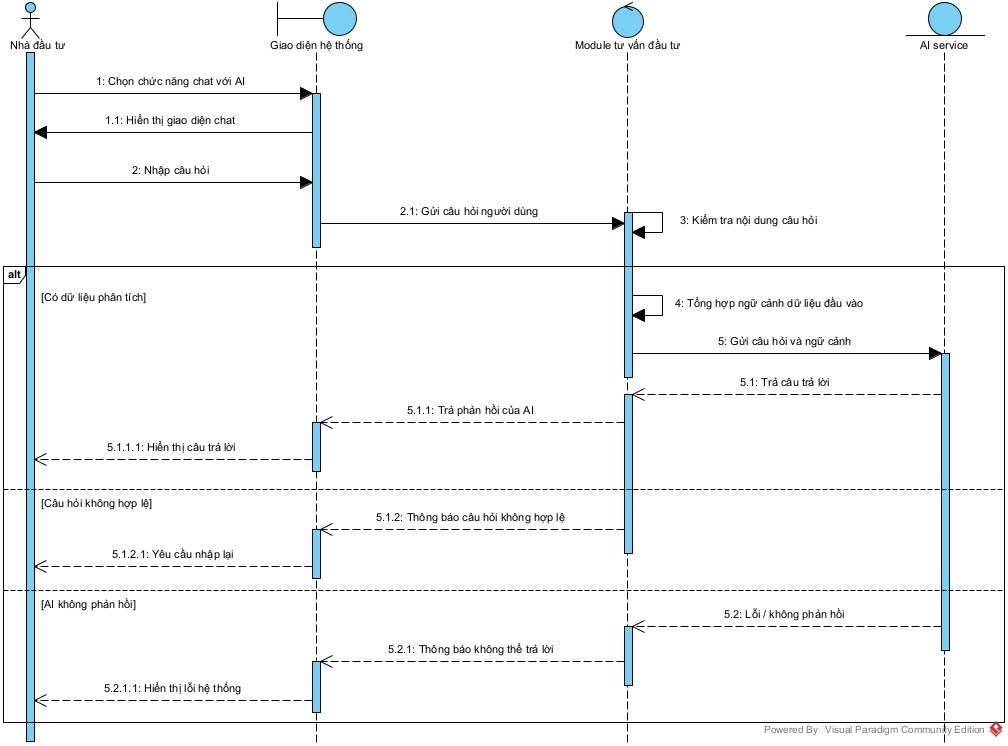 Nhà đầu tư
Giao diện hệ thống
Module tư vấn đầu tư
AI service
1: Chọn chức năng chat với AI
1.1: Hiển thị giao diện chat
2: Nhập câu hỏi
2.1: Gửi câu hỏi người dùng
3: Kiểm tra nội dung câu hỏi
alt
[Có dữ liệu phân tích]
4: Tổng hợp ngữ cảnh dữ liệu đầu vào
5: Gửi câu hỏi và ngữ cảnh
5.1: Trả câu trả lời
5.1.1: Trả phản hồi của AI
5.1.1.1: Hiển thị câu trả lời
[Câu hỏi không hợp lệ]
5.1.2: Thông báo câu hỏi không hợp lệ
5.1.2.1: Yêu cầu nhập lại
[AI không phản hồi]
5.2: Lỗi / không phản hồi
5.2.1: Thông báo không thể trả lời
5.2.1.1: Hiển thị lỗi hệ thống
Powered By Visual Paradigm Community Edition